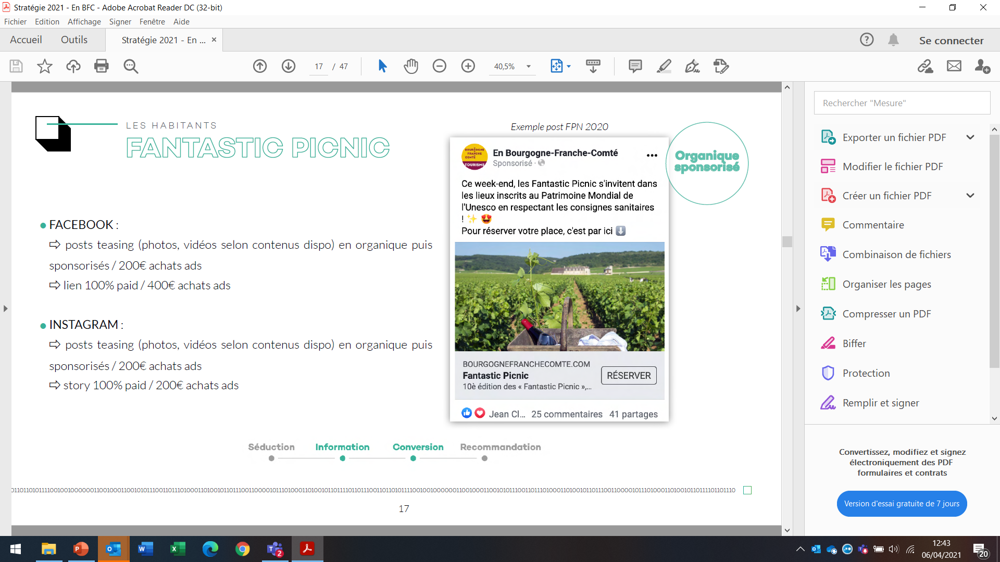 Stratégie 2021 - En BFC - Adobe Acrobat Reader DC (32-bit)
Fichier Edition Affichage Signer Fenêtre Aide
Accueil Outils Stratégie 2021 - En ... × Se connecter
17 / 47 40,5%
LES HABITANTS
FANTASTIC PICNIC
FACEBOOK :
⇨ posts teasing (photos, vidéos selon contenus dispo) en organique puis
sponsorisés / 200€ achats ads
⇨ lien 100% paid / 400€ achats ads
INSTAGRAM :
⇨ posts teasing (photos, vidéos selon contenus dispo) en organique puis
sponsorisés / 200€ achats ads
⇨ story 100% paid / 200€ achats ads
Exemple post FPN 2020
BOURGOGNE
FRANCHE
COMTÉ
TOURISME
En Bourgogne-Franche-Comté
Sponsorisé ·
Ce week-end, les Fantastic Picnic s'invitent dans
les lieux inscrits au Patrimoine Mondial de
l'Unesco en respectant les consignes sanitaires
! ✨ 😍
Pour réserver votre place, c'est par ici ⬇️
BOURGOGNEFRANCHECOMTE.COM
Fantastic Picnic
10è édition des « Fantastic Picnic »,...
RÉSERVER
Jean Cl... 25 commentaires 41 partages
Organique
sponsorisé
Séduction Information Conversion Recommandation
17
Rechercher "Mesure"
Exporter un fichier PDF
Modifier le fichier PDF
Créer un fichier PDF
Commentaire
Combinaison de fichiers
Organiser les pages
Compresser un PDF
Biffer
Protection
Remplir et signer
Convertissez, modifiez et signez
électroniquement des PDF
formulaires et contrats
Version d'essai gratuite de 7 jours
2
12:43
06/04/2021
20